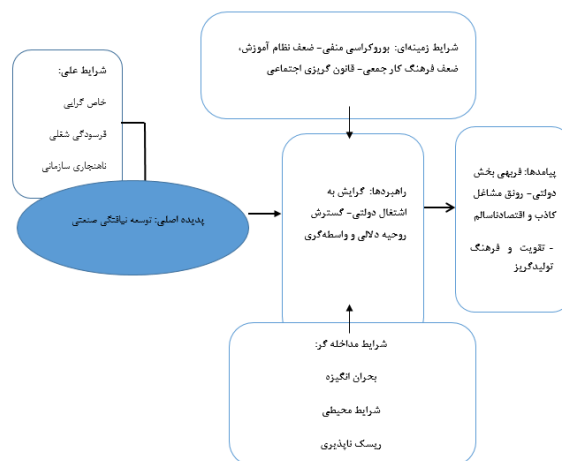 شرایط زمینه‌ای: بوروکراسی منفی- ضعف نظام آموزش،
ضعف فرهنگ کار جمعی- قانون گریزی اجتماعی
شرایط علی:
خاص گرایی
فرسودگی شغلی
ناهنجاری سازمانی
پدیده اصلی: توسعه نیافتگی صنعتی
راهبردها: گرایش به
اشتغال دولتی- گسترش
روحیه دلالی و واسطه‌گری
پیامدها: فربهی بخش
دولتی- رونق مشاغل
کاذب و اقتصادناسالم
- تقویت و فرهنگ
تولیدگریز
شرایط مداخله گر:
بحران انگیزه
شرایط محیطی
ریسک ناپذیری